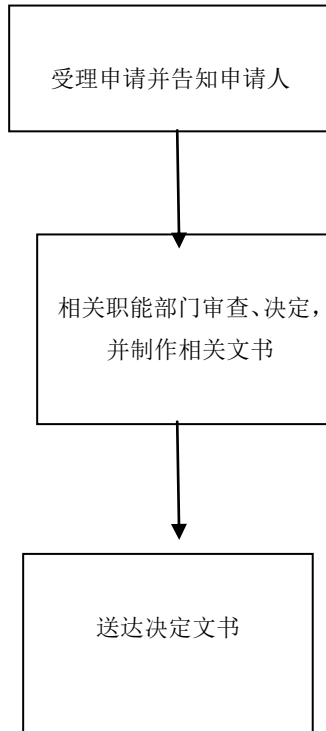 受理申请并告知申请人
相关职能部门审查、决定，
并制作相关文书
送达决定文书